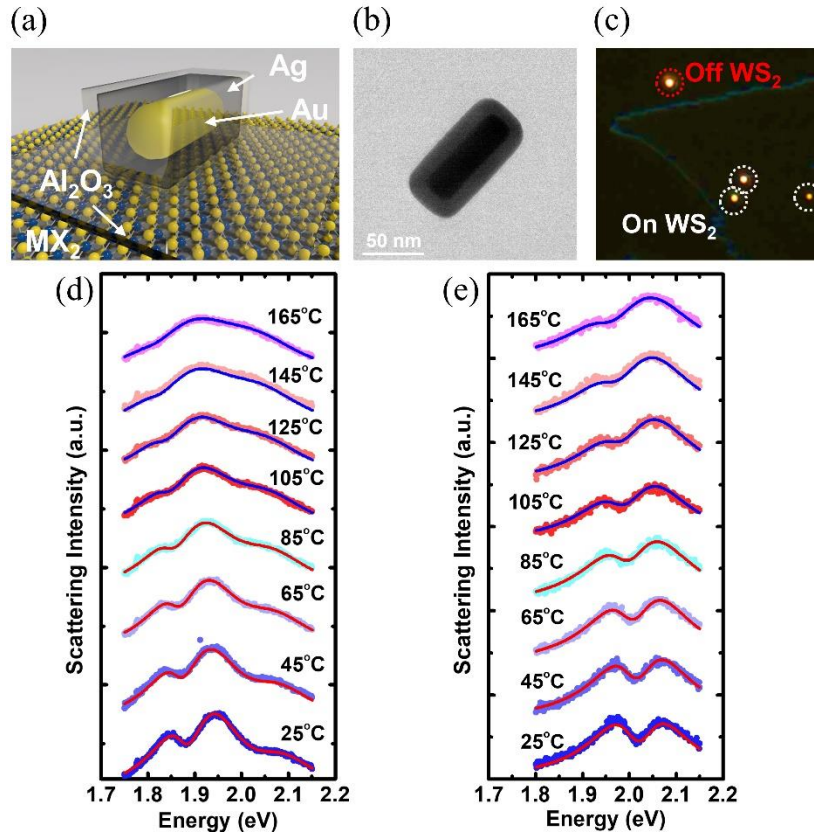 (a)
Ag
Au
Al₂O₃
MX₂
(b)
50 nm
(c)
Off WS₂
On WS₂
(d)
165°C
145°C
125°C
105°C
85°C
65°C
45°C
25°C
Scattering Intensity (a.u.)
1.7 1.8 1.9 2.0 2.1 2.2
Energy (eV)
(e)
165°C
145°C
125°C
105°C
85°C
65°C
45°C
25°C
Scattering Intensity (a.u.)
1.7 1.8 1.9 2.0 2.1 2.2
Energy (eV)